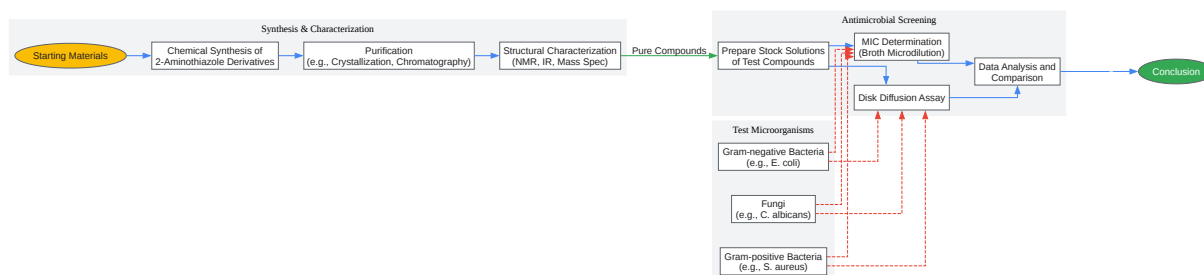 Synthesis & Characterization
Starting Materials
Chemical Synthesis of
2-Aminothiazole Derivatives
Purification
(e.g., Crystallization, Chromatography)
Structural Characterization
(NMR, IR, Mass Spec)
Pure Compounds
Antimicrobial Screening
Prepare Stock Solutions
of Test Compounds
MIC Determination
(Broth Microdilution)
Disk Diffusion Assay
Data Analysis and
Comparison
Conclusion
Test Microorganisms
Gram-negative Bacteria
(e.g., E. coli)
Fungi
(e.g., C. albicans)
Gram-positive Bacteria
(e.g., S. aureus)